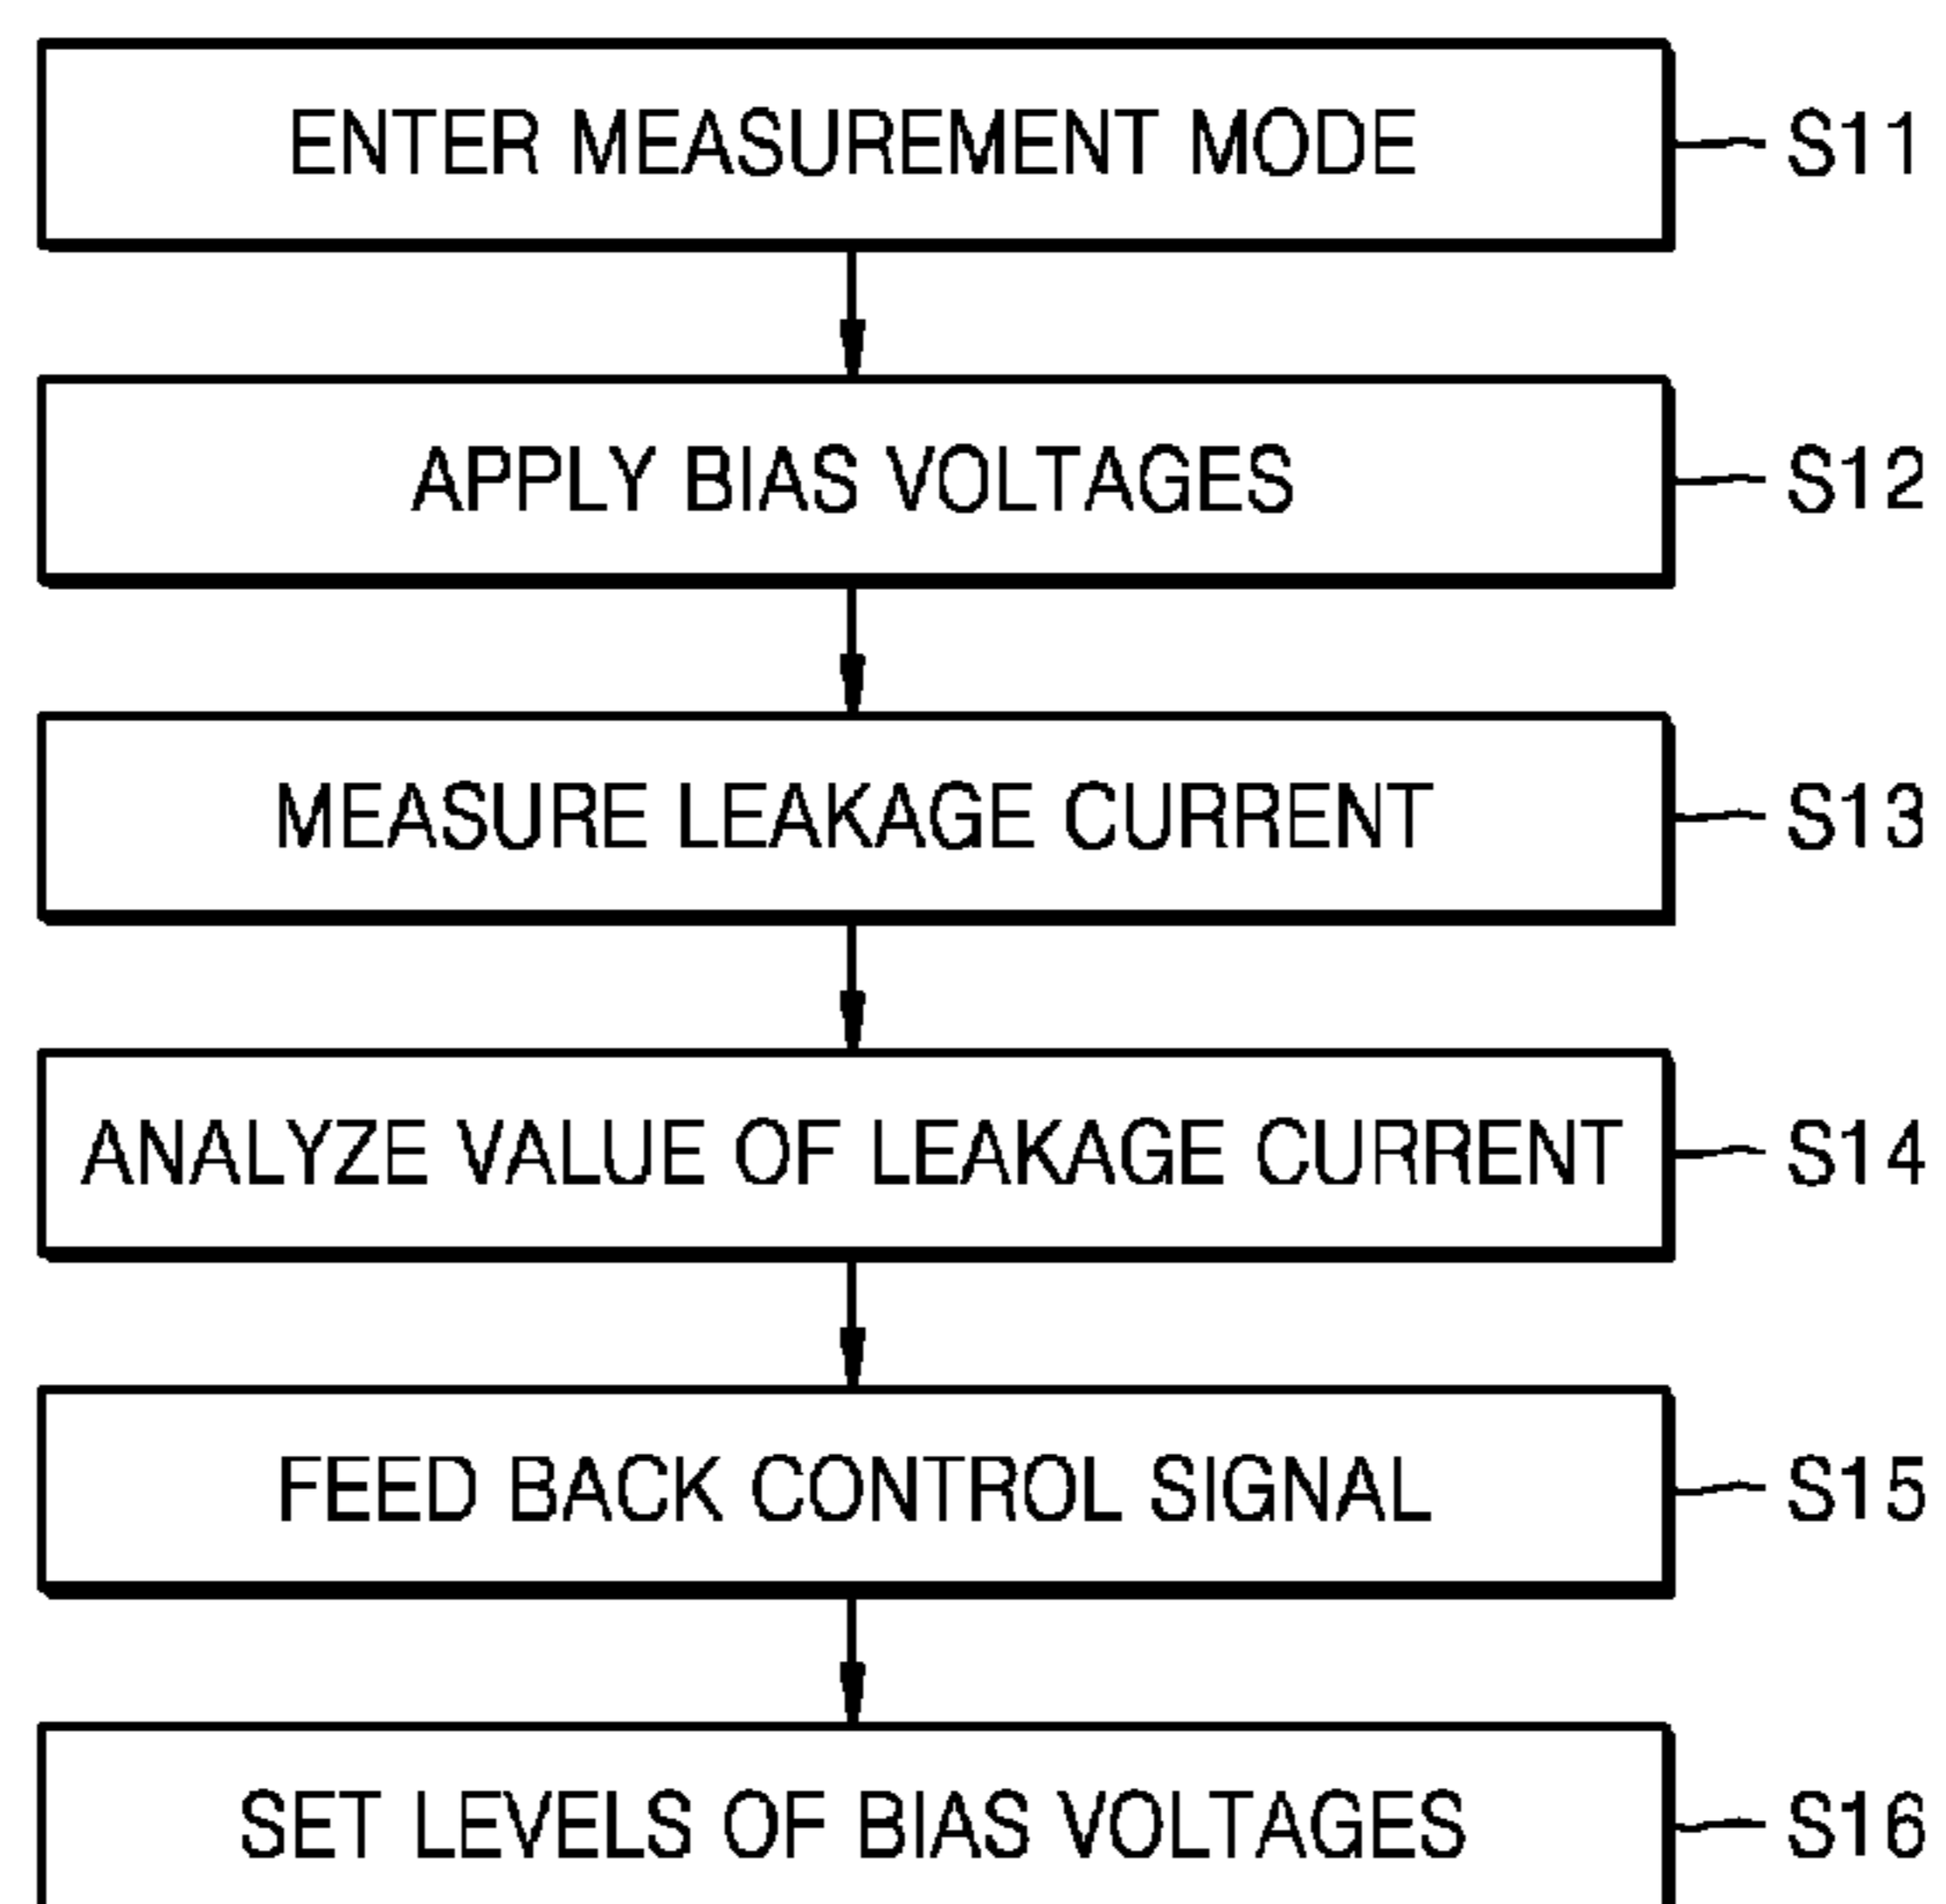 ENTER MEASUREMENT MODE S11
APPLY BIAS VOLTAGES S12
MEASURE LEAKAGE CURRENT S13
ANALYZE VALUE OF LEAKAGE CURRENT S14
FEED BACK CONTROL SIGNAL S15
SET LEVELS OF BIAS VOLTAGES S16